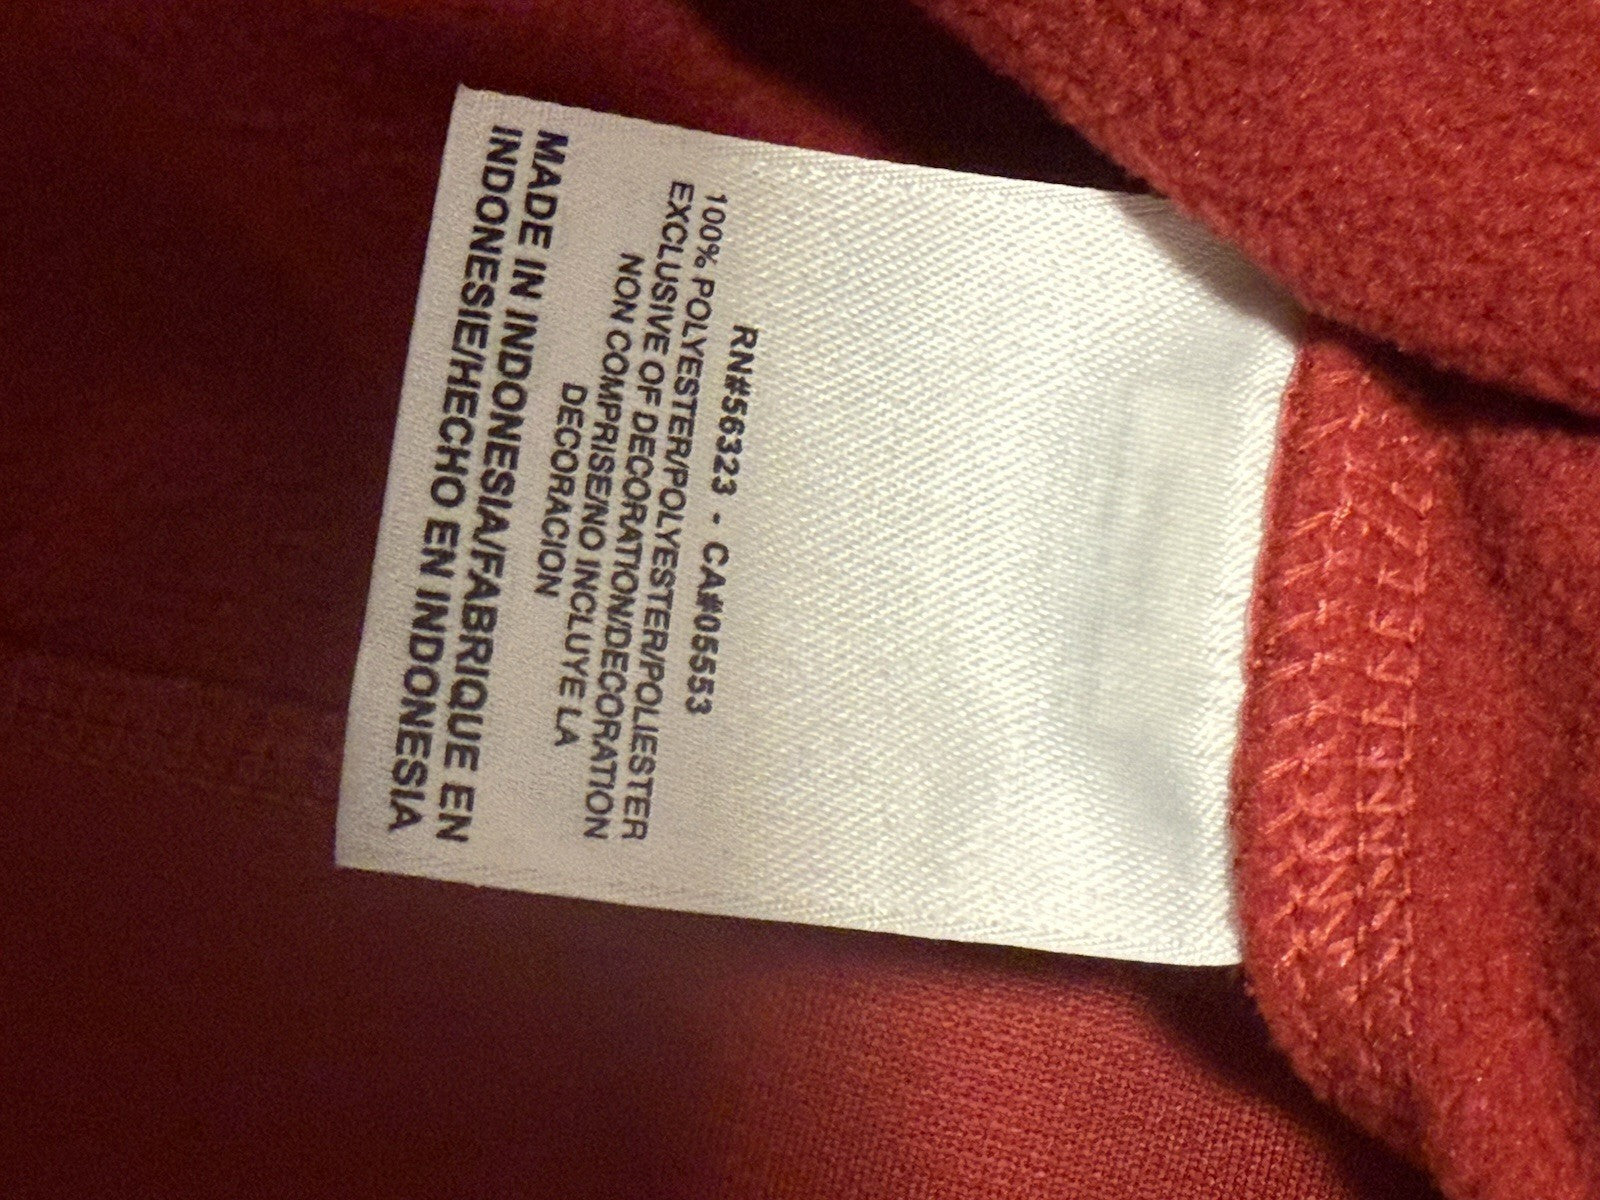 RN#56323 - CA#05553
100% POLYESTER/POLYESTER/POLIESTER
EXCLUSIVE OF DECORATION/DECORATION
NON COMPRISE/NO INCLUYE LA
DECORACION
MADE IN INDONESIA/FABRIQUE EN
INDONESIE/HECHO EN INDONESIA